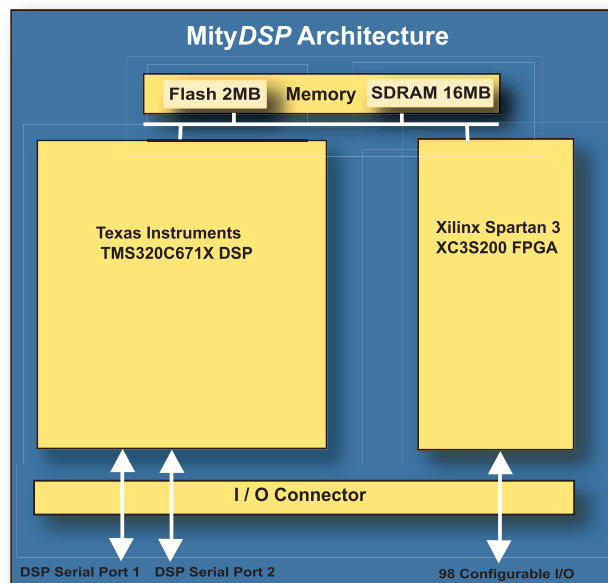 MityDSP Architecture
Flash 2MB Memory SDRAM 16MB
Texas Instruments
TMS320C671X DSP
Xilinx Spartan 3
XC3S200 FPGA
I / O Connector
DSP Serial Port 1 DSP Serial Port 2 98 Configurable I/O